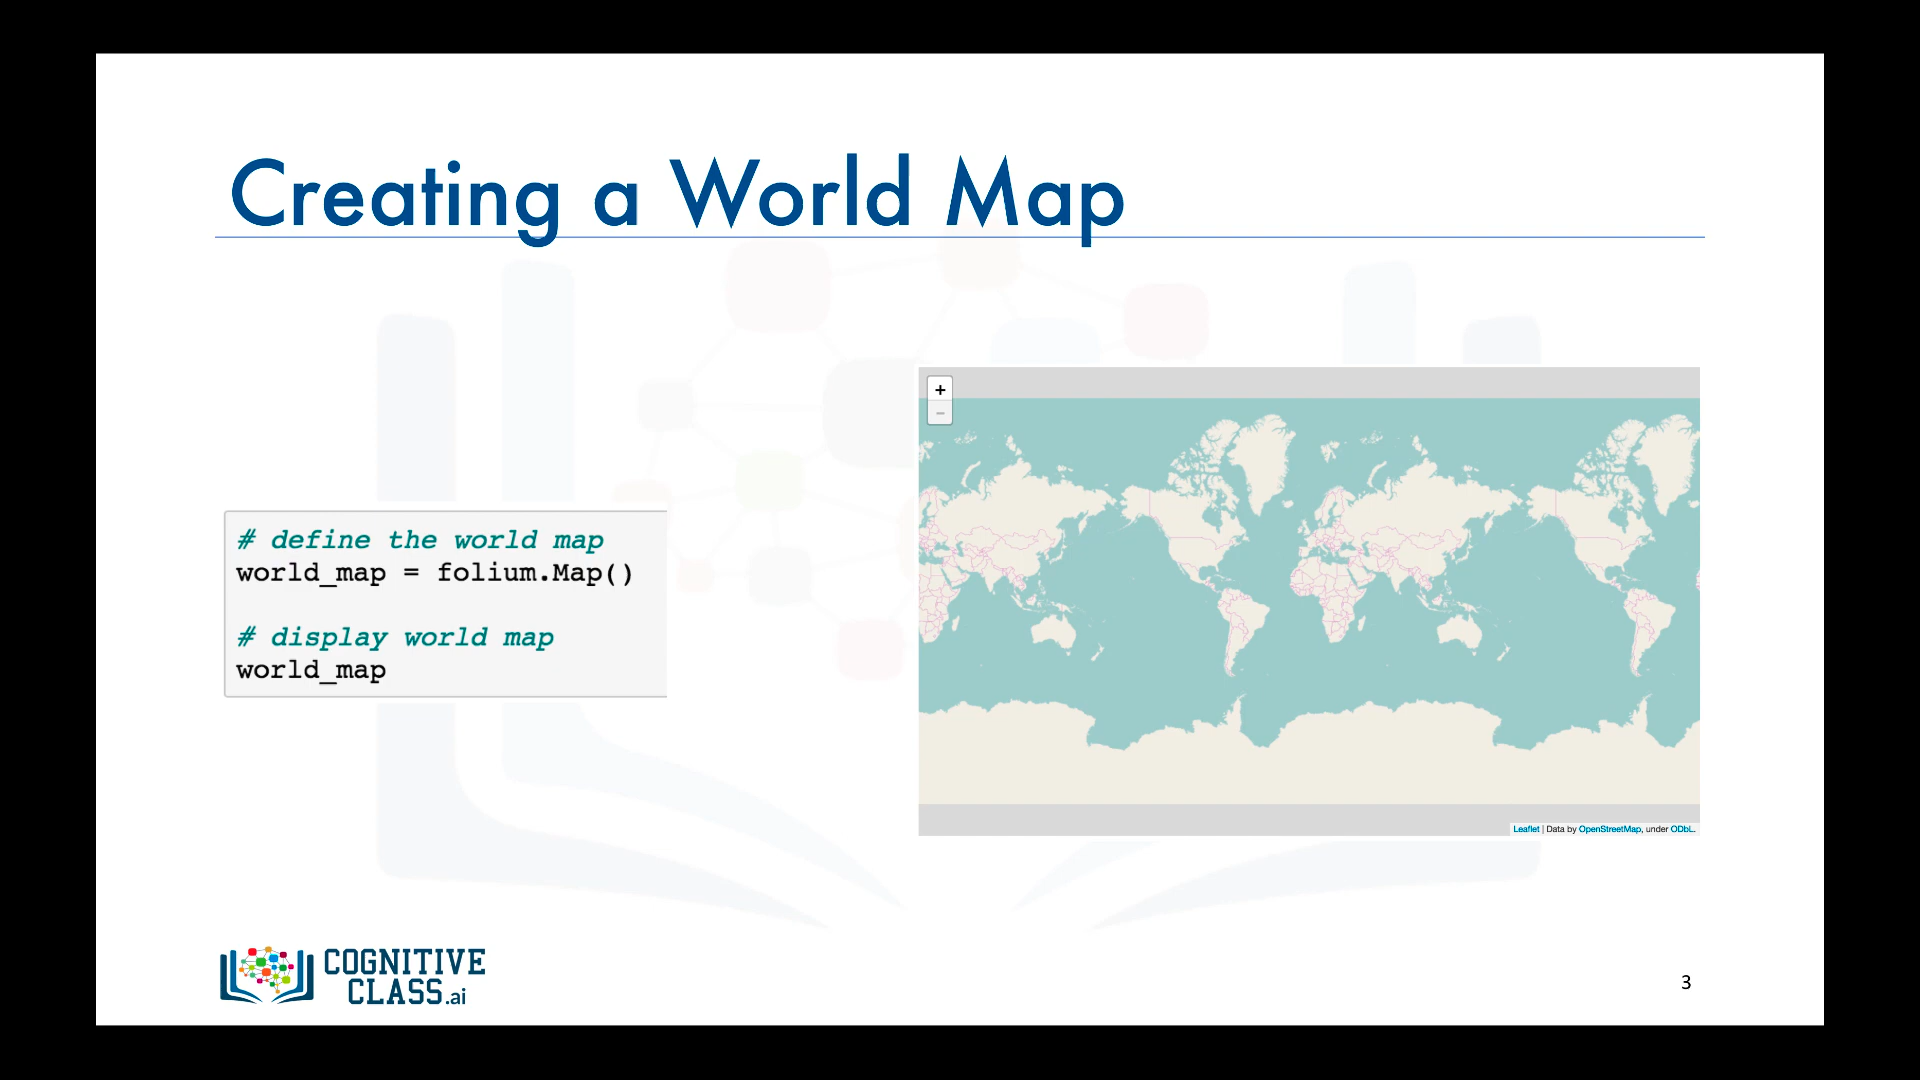 Creating a World Map
# define the world map
world_map = folium.Map()
# display world map
world_map
+
−
Leaflet | Data by OpenStreetMap, under ODbL.
COGNITIVE
CLASS.ai
3